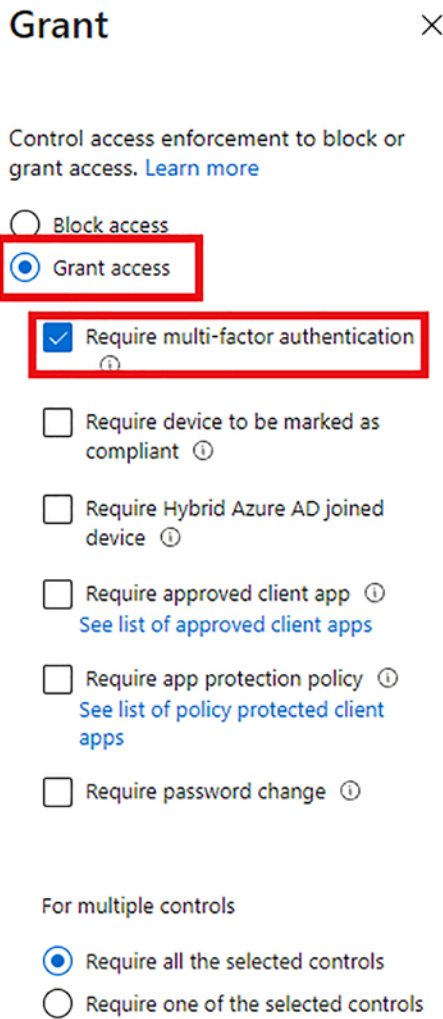 Grant
Control access enforcement to block or
grant access. Learn more
Block access
Grant access
Require multi-factor authentication
Require device to be marked as
compliant
Require Hybrid Azure AD joined
device
Require approved client app
See list of approved client apps
Require app protection policy
See list of policy protected client
apps
Require password change
For multiple controls
Require all the selected controls
Require one of the selected controls